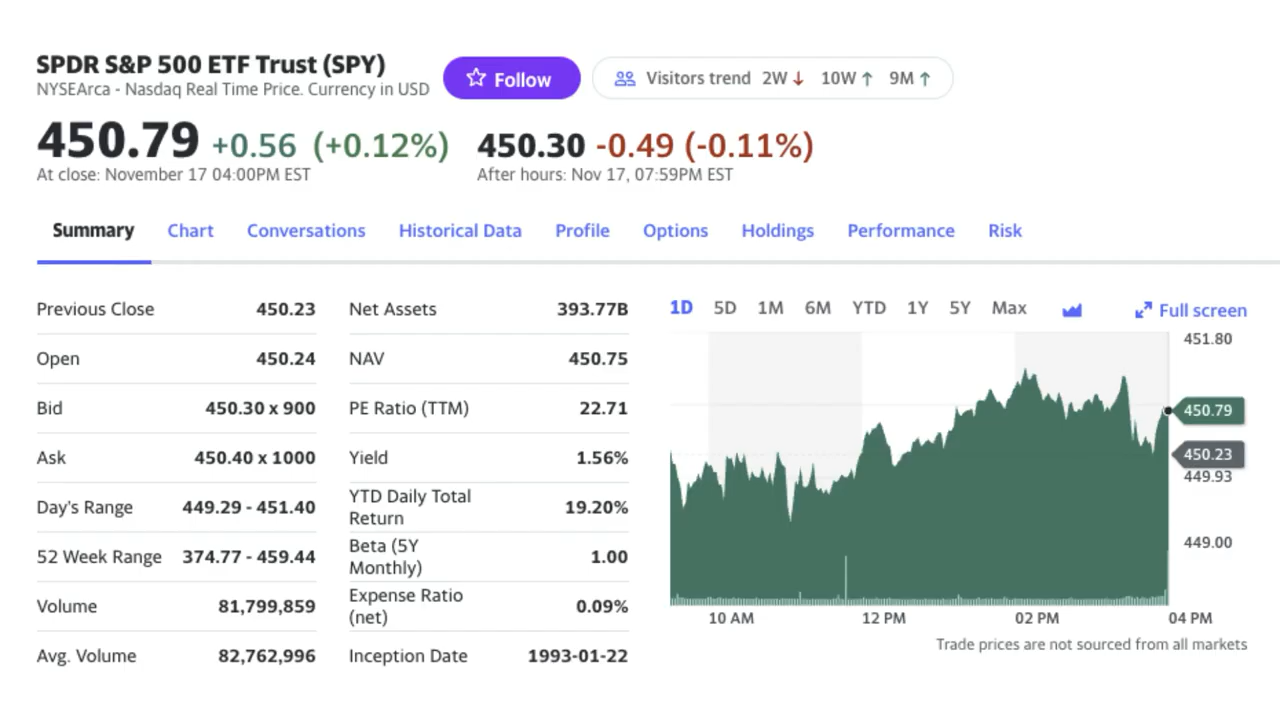 SPDR S&P 500 ETF Trust (SPY)
NYSEArca - Nasdaq Real Time Price. Currency in USD
Follow
Visitors trend 2W ↓ 10W ↑ 9M ↑
450.79 +0.56 (+0.12%)
At close: November 17 04:00PM EST
450.30 -0.49 (-0.11%)
After hours: Nov 17, 07:59PM EST
Summary Chart Conversations Historical Data Profile Options Holdings Performance Risk
Previous Close 450.23
Open 450.24
Bid 450.30 x 900
Ask 450.40 x 1000
Day's Range 449.29 - 451.40
52 Week Range 374.77 - 459.44
Volume 81,799,859
Avg. Volume 82,762,996
Net Assets 393.77B
NAV 450.75
PE Ratio (TTM) 22.71
Yield 1.56%
YTD Daily Total
Return 19.20%
Beta (5Y
Monthly) 1.00
Expense Ratio
(net) 0.09%
Inception Date 1993-01-22
1D 5D 1M 6M YTD 1Y 5Y Max Full screen
451.80
450.79
450.23
449.93
449.00
10 AM 12 PM 02 PM 04 PM
Trade prices are not sourced from all markets